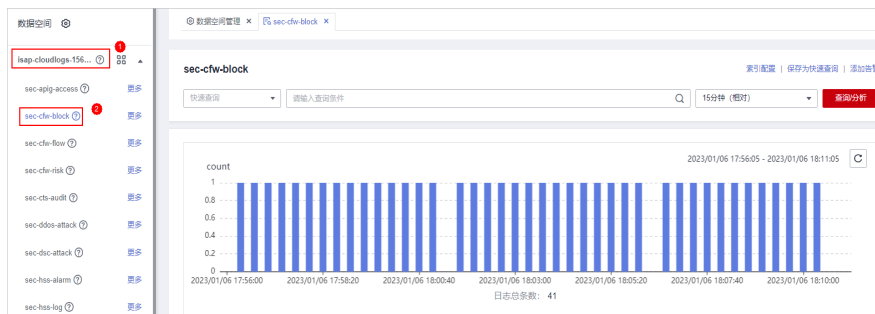 数据空间
isap-cloudlogs-156...
1
sec-apig-access 更多
sec-cfw-block 2 更多
sec-cfw-flow 更多
sec-cfw-risk 更多
sec-cts-audit 更多
sec-ddos-attack 更多
sec-dsc-attack 更多
sec-hss-alarm 更多
sec-hss-log 更多
数据空间管理 × sec-cfw-block ×
sec-cfw-block
索引配置 | 保存为快速查询 | 添加告警
快速查询 请输入查询条件 15分钟 (相对) 查询/分析
2023/01/06 17:56:05 - 2023/01/06 18:11:05
count
1
0.8
0.6
0.4
0.2
0
2023/01/06 17:56:00 2023/01/06 17:58:20 2023/01/06 18:00:40 2023/01/06 18:03:00 2023/01/06 18:05:20 2023/01/06 18:07:40 2023/01/06 18:10:00
日志总条数: 41